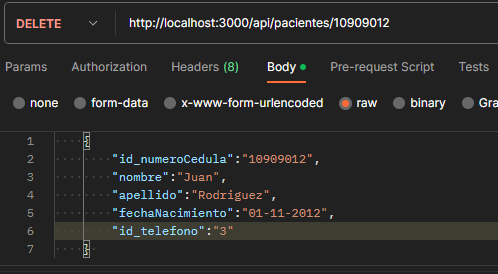 DELETE http://localhost:3000/api/pacientes/10909012
Params Authorization Headers (8) Body Pre-request Script Tests
none form-data x-www-form-urlencoded raw binary Gra
1 {
2 "id_numeroCedula":"10909012",
3 "nombre":"Juan",
4 "apellido":"Rodriguez",
5 "fechaNacimiento":"01-11-2012",
6 "id_telefono":"3"
7 }